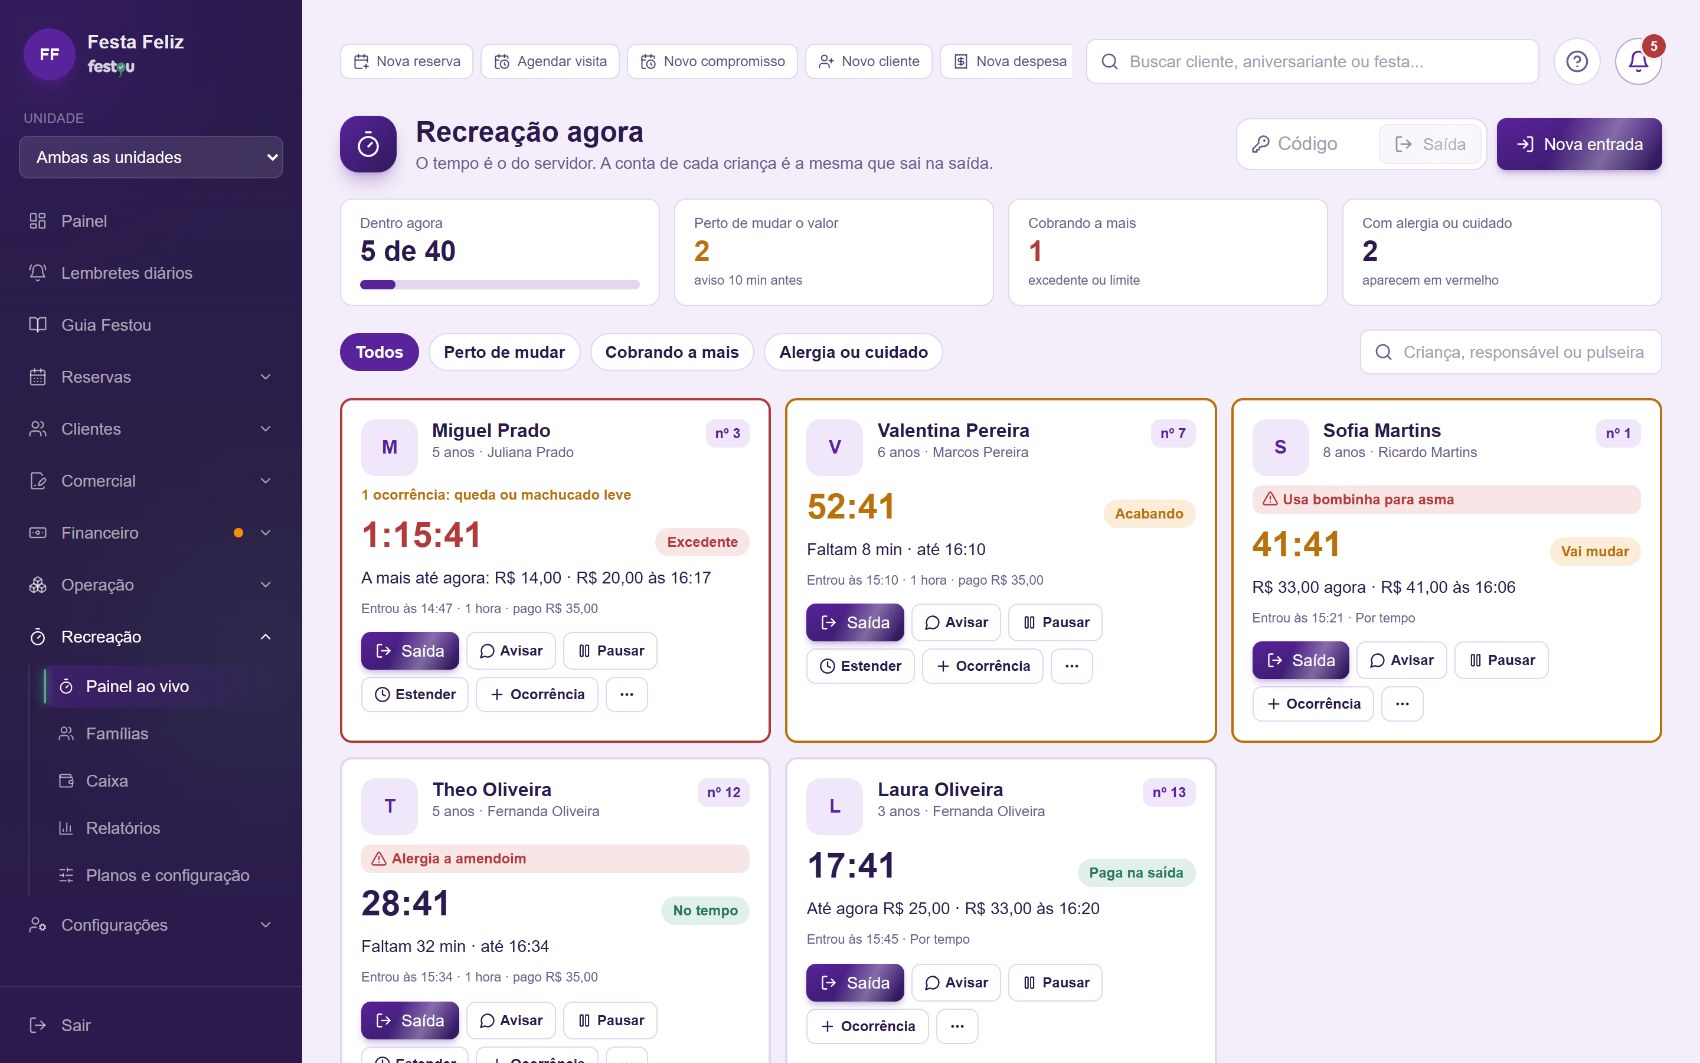 FF
Festa Feliz
festou
UNIDADE
Ambas as unidades
Painel
Lembretes diários
Guia Festou
Reservas
Clientes
Comercial
Financeiro
Operação
Recreação
Painel ao vivo
Famílias
Caixa
Relatórios
Planos e configuração
Configurações
Sair
Nova reserva
Agendar visita
Novo compromisso
Novo cliente
Nova despesa
Buscar cliente, aniversariante ou festa...
5
Recreação agora
O tempo é o do servidor. A conta de cada criança é a mesma que sai na saída.
Código
Saída
Nova entrada
Dentro agora
5 de 40
Perto de mudar o valor
2
aviso 10 min antes
Cobrando a mais
1
excedente ou limite
Com alergia ou cuidado
2
aparecem em vermelho
Todos
Perto de mudar
Cobrando a mais
Alergia ou cuidado
Criança, responsável ou pulseira
M
Miguel Prado
nº 3
5 anos · Juliana Prado
1 ocorrência: queda ou machucado leve
1:15:41
Excedente
A mais até agora: R$ 14,00 · R$ 20,00 às 16:17
Entrou às 14:47 · 1 hora · pago R$ 35,00
Saída
Avisar
Pausar
Estender
Ocorrência
V
Valentina Pereira
nº 7
6 anos · Marcos Pereira
52:41
Acabando
Faltam 8 min · até 16:10
Entrou às 15:10 · 1 hora · pago R$ 35,00
Saída
Avisar
Pausar
Estender
Ocorrência
S
Sofia Martins
nº 1
8 anos · Ricardo Martins
Usa bombinha para asma
41:41
Vai mudar
R$ 33,00 agora · R$ 41,00 às 16:06
Entrou às 15:21 · Por tempo
Saída
Avisar
Pausar
Ocorrência
T
Theo Oliveira
nº 12
5 anos · Fernanda Oliveira
Alergia a amendoim
28:41
No tempo
Faltam 32 min · até 16:34
Entrou às 15:34 · 1 hora · pago R$ 35,00
Saída
Avisar
Pausar
Estender
Ocorrência
L
Laura Oliveira
nº 13
3 anos · Fernanda Oliveira
17:41
Paga na saída
Até agora R$ 25,00 · R$ 33,00 às 16:20
Entrou às 15:45 · Por tempo
Saída
Avisar
Pausar
Ocorrência